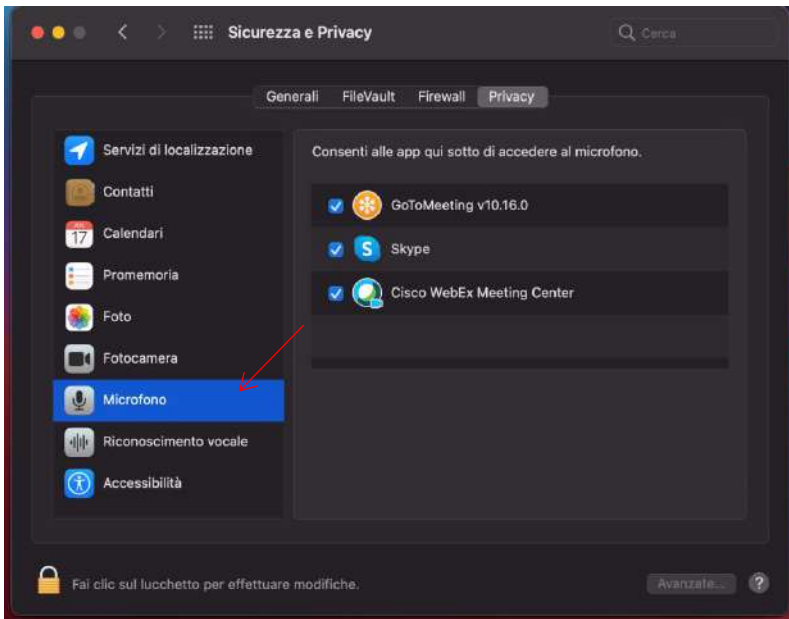 Sicurezza e Privacy
Cerca
Generali FileVault Firewall Privacy
Servizi di localizzazione
Contatti
17
Calendari
Promemoria
Foto
Fotocamera
Microfono
Riconoscimento vocale
Accessibilità
Consenti alle app qui sotto di accedere al microfono.
GoToMeeting v10.16.0
S
Skype
Cisco WebEx Meeting Center
Fai clic sul lucchetto per effettuare modifiche.
Avanzate...
?